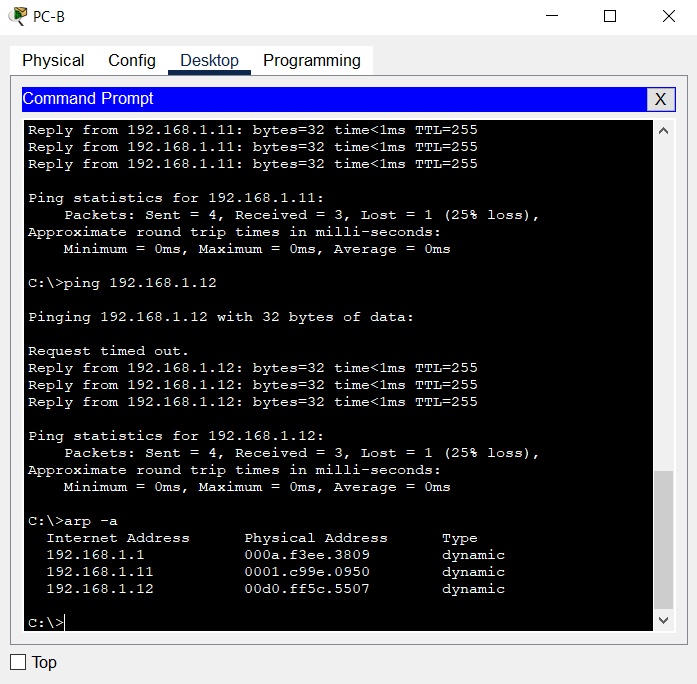 PC-B
Physical Config Desktop Programming
Command Prompt X
Reply from 192.168.1.11: bytes=32 time<1ms TTL=255
Reply from 192.168.1.11: bytes=32 time<1ms TTL=255
Reply from 192.168.1.11: bytes=32 time<1ms TTL=255
Ping statistics for 192.168.1.11:
Packets: Sent = 4, Received = 3, Lost = 1 (25% loss),
Approximate round trip times in milli-seconds:
Minimum = 0ms, Maximum = 0ms, Average = 0ms
C:\>ping 192.168.1.12
Pinging 192.168.1.12 with 32 bytes of data:
Request timed out.
Reply from 192.168.1.12: bytes=32 time<1ms TTL=255
Reply from 192.168.1.12: bytes=32 time<1ms TTL=255
Reply from 192.168.1.12: bytes=32 time<1ms TTL=255
Ping statistics for 192.168.1.12:
Packets: Sent = 4, Received = 3, Lost = 1 (25% loss),
Approximate round trip times in milli-seconds:
Minimum = 0ms, Maximum = 0ms, Average = 0ms
C:\>arp -a
Internet Address Physical Address Type
192.168.1.1 000a.f3ee.3809 dynamic
192.168.1.11 0001.c99e.0950 dynamic
192.168.1.12 00d0.ff5c.5507 dynamic
C:\>
Top